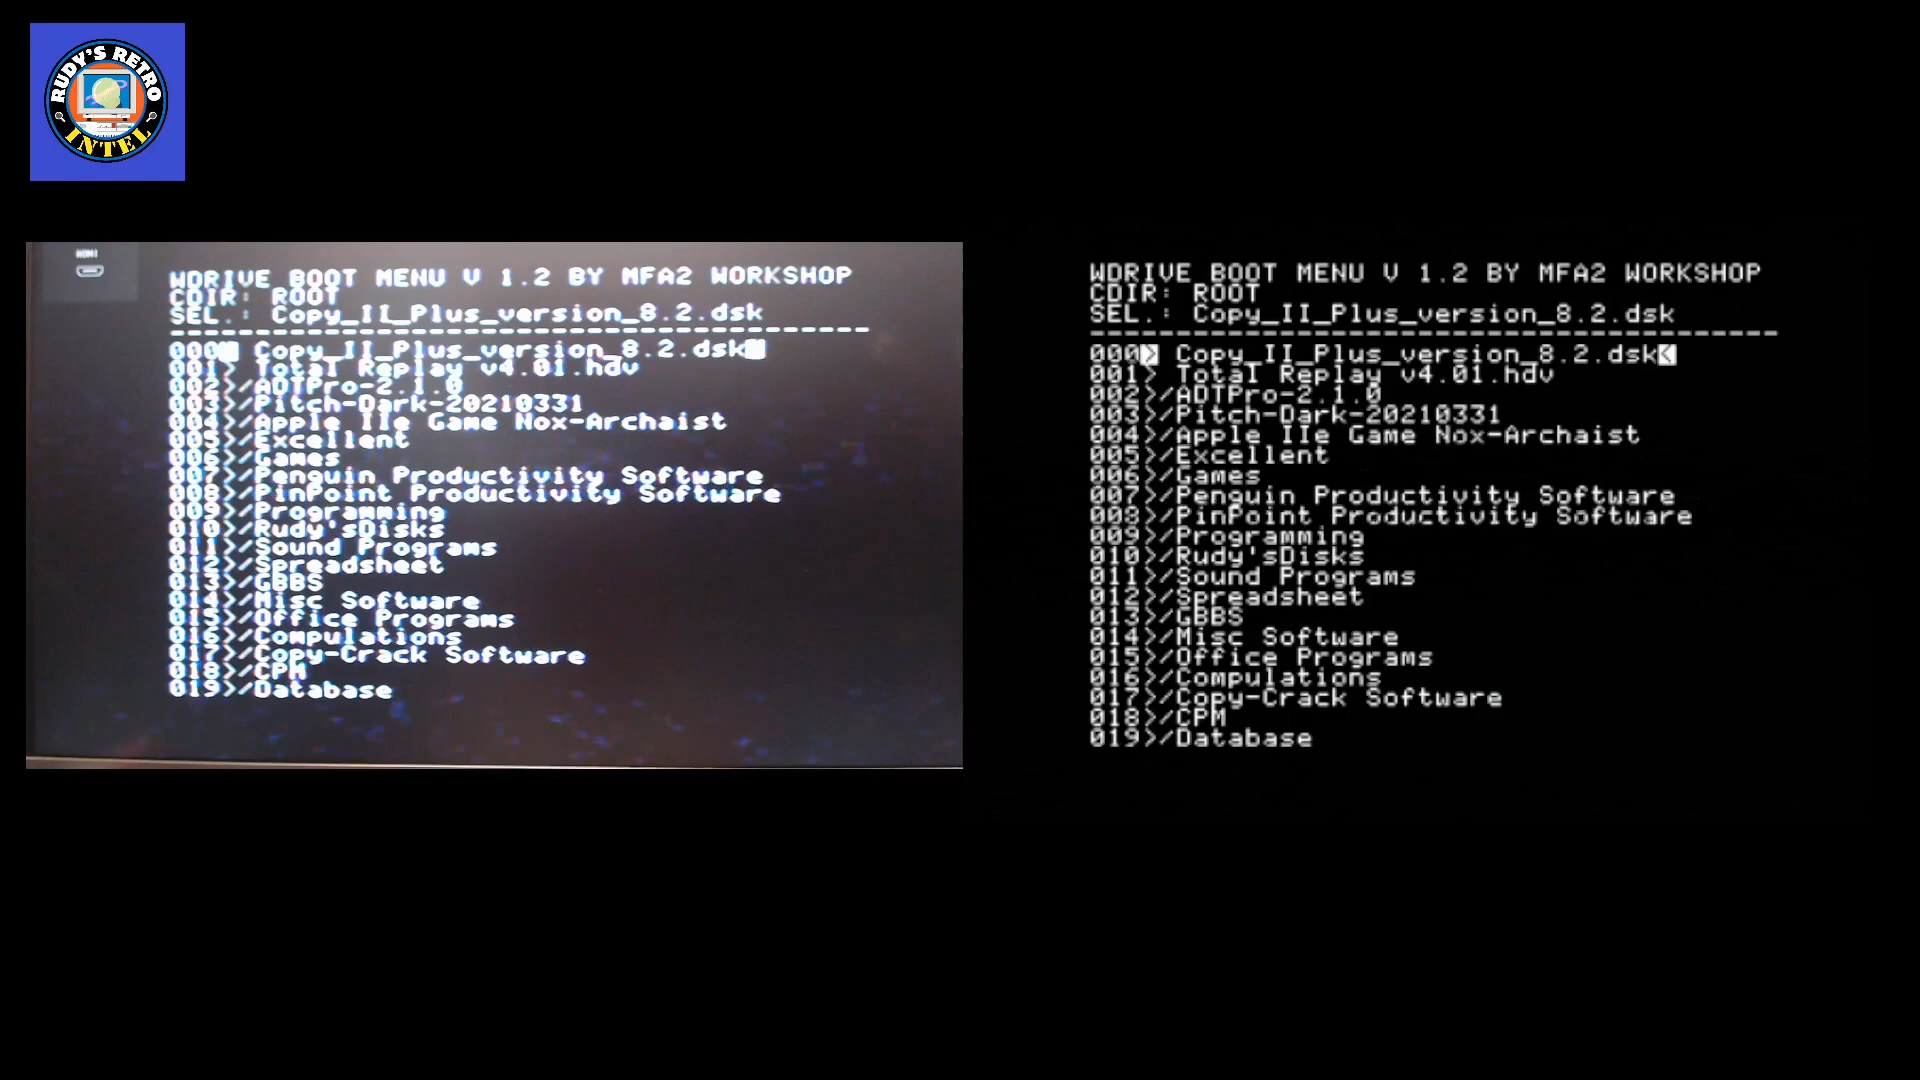 RUDY'S RETRO
INTEL
HDMI
WDRIVE BOOT MENU V 1.2 BY MFA2 WORKSHOP
CDIR: ROOT
SEL.: Copy_II_Plus_version_8.2.dsk
----------------------------------------
000 Copy_II_Plus_version_8.2.dsk
001> Total Replay v4.01.hdv
002>/ADTPro-2.1.0
003>/Pitch-Dark-20210331
004>/Apple IIe Game Nox-Archaist
005>/Excellent
006>/Games
007>/Penguin Productivity Software
008>/PinPoint Productivity Software
009>/Programming
010>/Rudy'sDisks
011>/Sound Programs
012>/Spreadsheet
013>/GBBS
014>/Misc Software
015>/Office Programs
016>/Compulations
017>/Copy-Crack Software
018>/CPM
019>/Database
WDRIVE BOOT MENU V 1.2 BY MFA2 WORKSHOP
CDIR: ROOT
SEL.: Copy_II_Plus_version_8.2.dsk
----------------------------------------
000> Copy_II_Plus_version_8.2.dsk<
001> Total Replay v4.01.hdv
002>/ADTPro-2.1.0
003>/Pitch-Dark-20210331
004>/Apple IIe Game Nox-Archaist
005>/Excellent
006>/Games
007>/Penguin Productivity Software
008>/PinPoint Productivity Software
009>/Programming
010>/Rudy'sDisks
011>/Sound Programs
012>/Spreadsheet
013>/GBBS
014>/Misc Software
015>/Office Programs
016>/Compulations
017>/Copy-Crack Software
018>/CPM
019>/Database